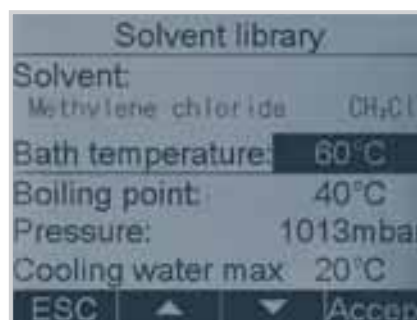 Solvent library
Solvent:
Methylene chloride CH₂Cl
Bath temperature: 60°C
Boiling point: 40°C
Pressure: 1013mbar
Cooling water max 20°C
ESC ▲ ▼ Accep